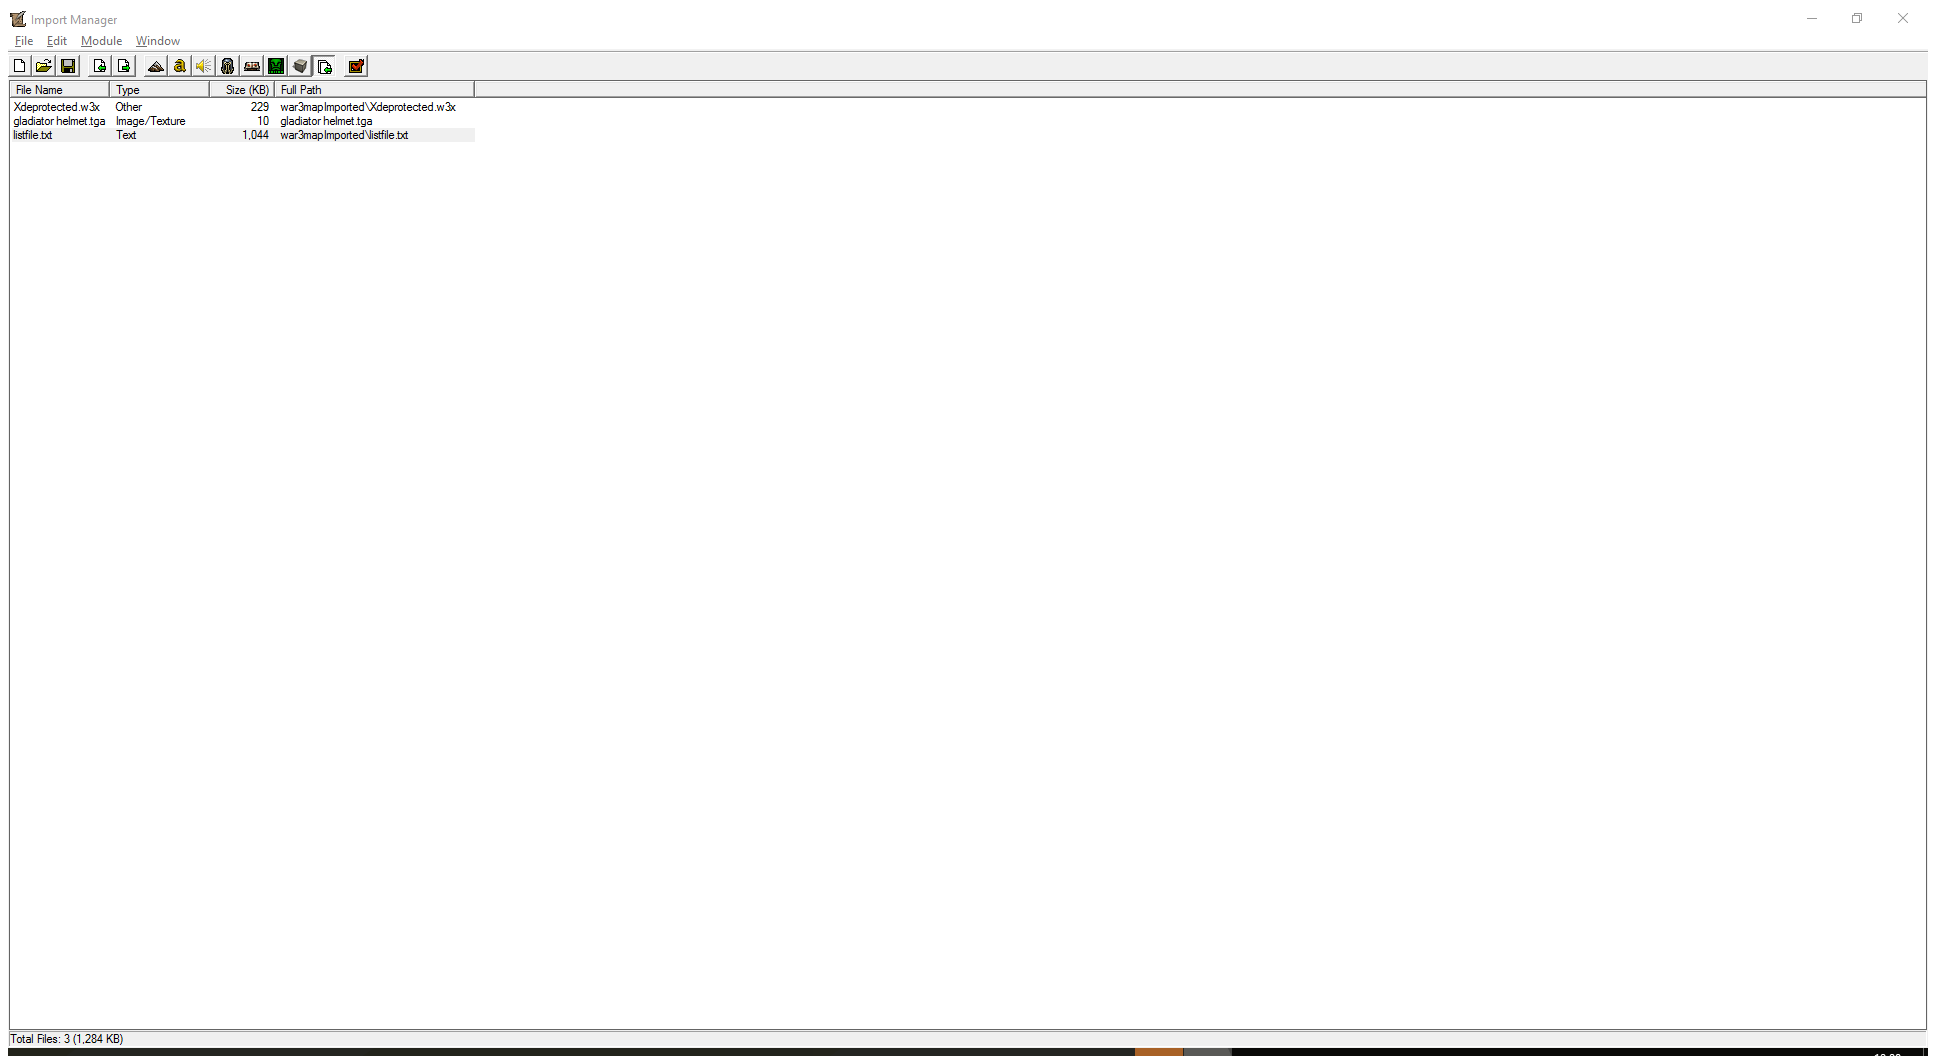 Import Manager
File Edit Module Window
File Name Type Size (KB) Full Path
Xdeprotected.w3x Other 229 war3mapImported\Xdeprotected.w3x
gladiator helmet.tga Image/Texture 10 gladiator helmet.tga
listfile.txt Text 1,044 war3mapImported\listfile.txt
Total Files: 3 (1,284 KB)